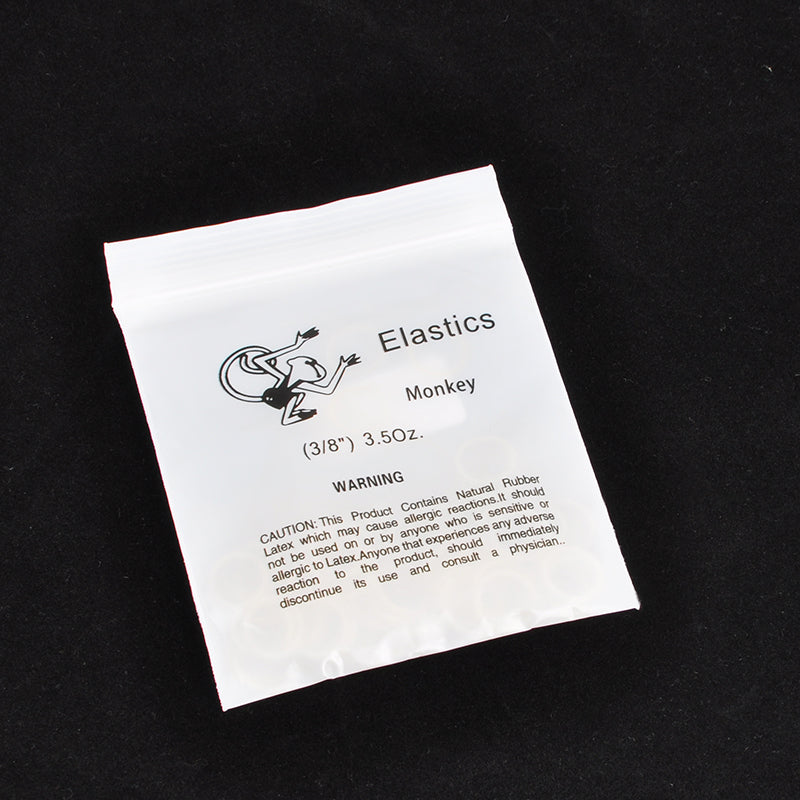 Elastics
Monkey
(3/8") 3.5Oz.
WARNING
CAUTION: This Product Contains Natural Rubber
Latex which may cause allergic reactions.It should
not be used on or by anyone who is sensitive or
allergic to Latex.Anyone that experiences any adverse
reaction to the product, should immediately
discontinue its use and consult a physician..